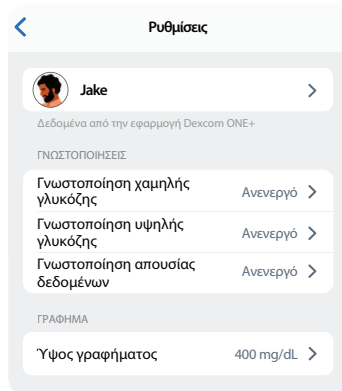 Ρυθμίσεις
Jake
Δεδομένα από την εφαρμογή Dexcom ONE+
ΓΝΩΣΤΟΠΟΙΗΣΕΙΣ
Γνωστοποίηση χαμηλής
γλυκόζης
Ανενεργό
Γνωστοποίηση υψηλής
γλυκόζης
Ανενεργό
Γνωστοποίηση απουσίας
δεδομένων
Ανενεργό
ΓΡΑΦΗΜΑ
Ύψος γραφήματος 400 mg/dL